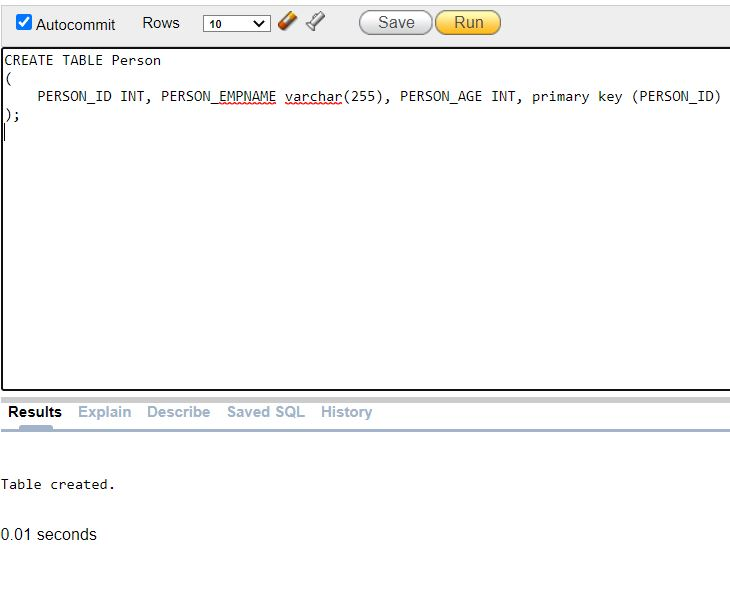 Autocommit Rows 10 Save Run
CREATE TABLE Person
(
    PERSON_ID INT, PERSON_EMPNAME varchar(255), PERSON_AGE INT, primary key (PERSON_ID)
);
Results Explain Describe Saved SQL History
Table created.
0.01 seconds